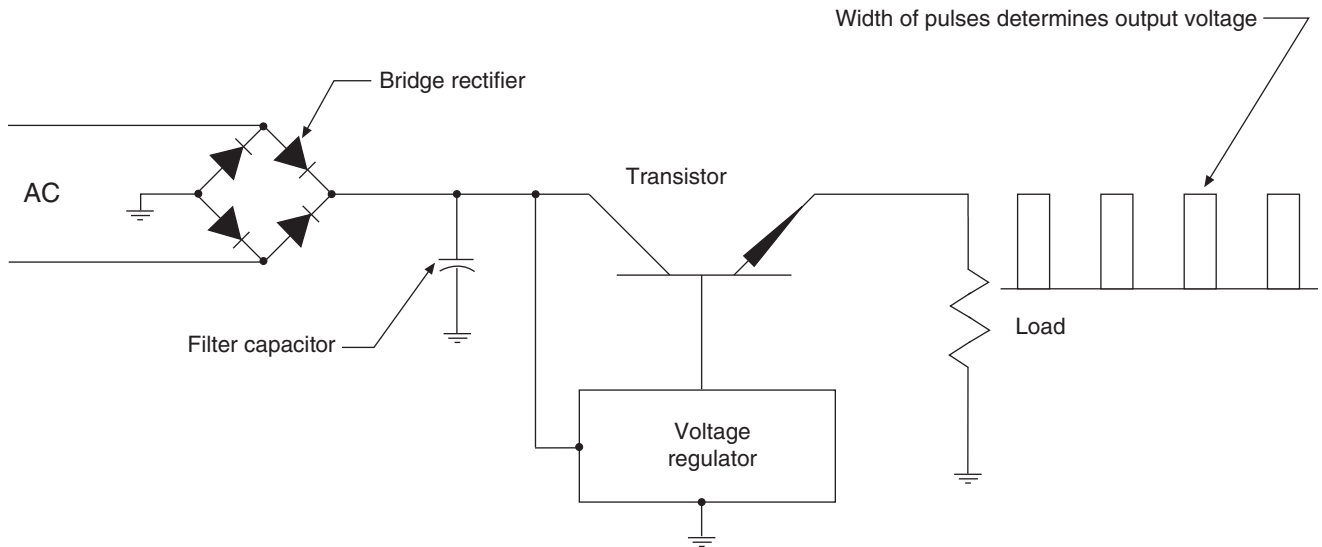 Width of pulses determines output voltage
Bridge rectifier
AC
Transistor
Filter capacitor
Load
Voltage
regulator